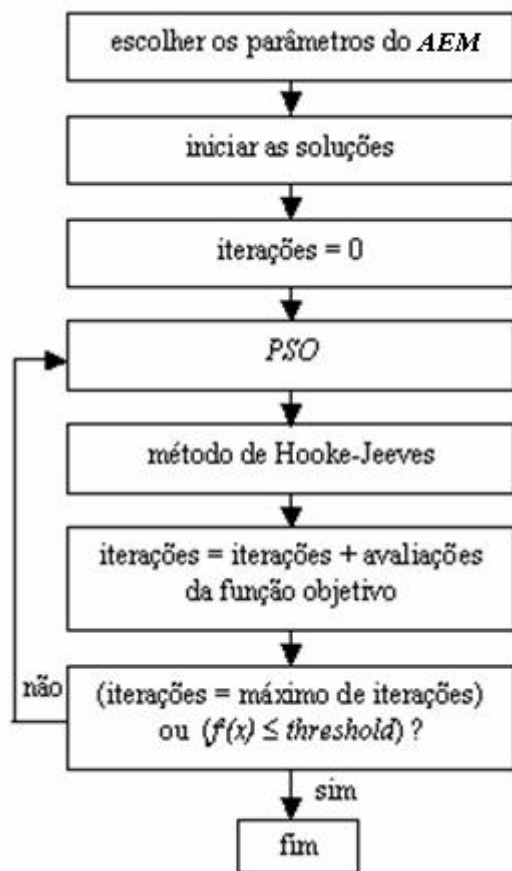 escolher os parâmetros do AEM
iniciar as soluções
iterações = 0
PSO
método de Hooke-Jeeves
iterações = iterações + avaliações
da função objetivo
não
(iterações = máximo de iterações)
ou (f(x) ≤ threshold) ?
sim
fim